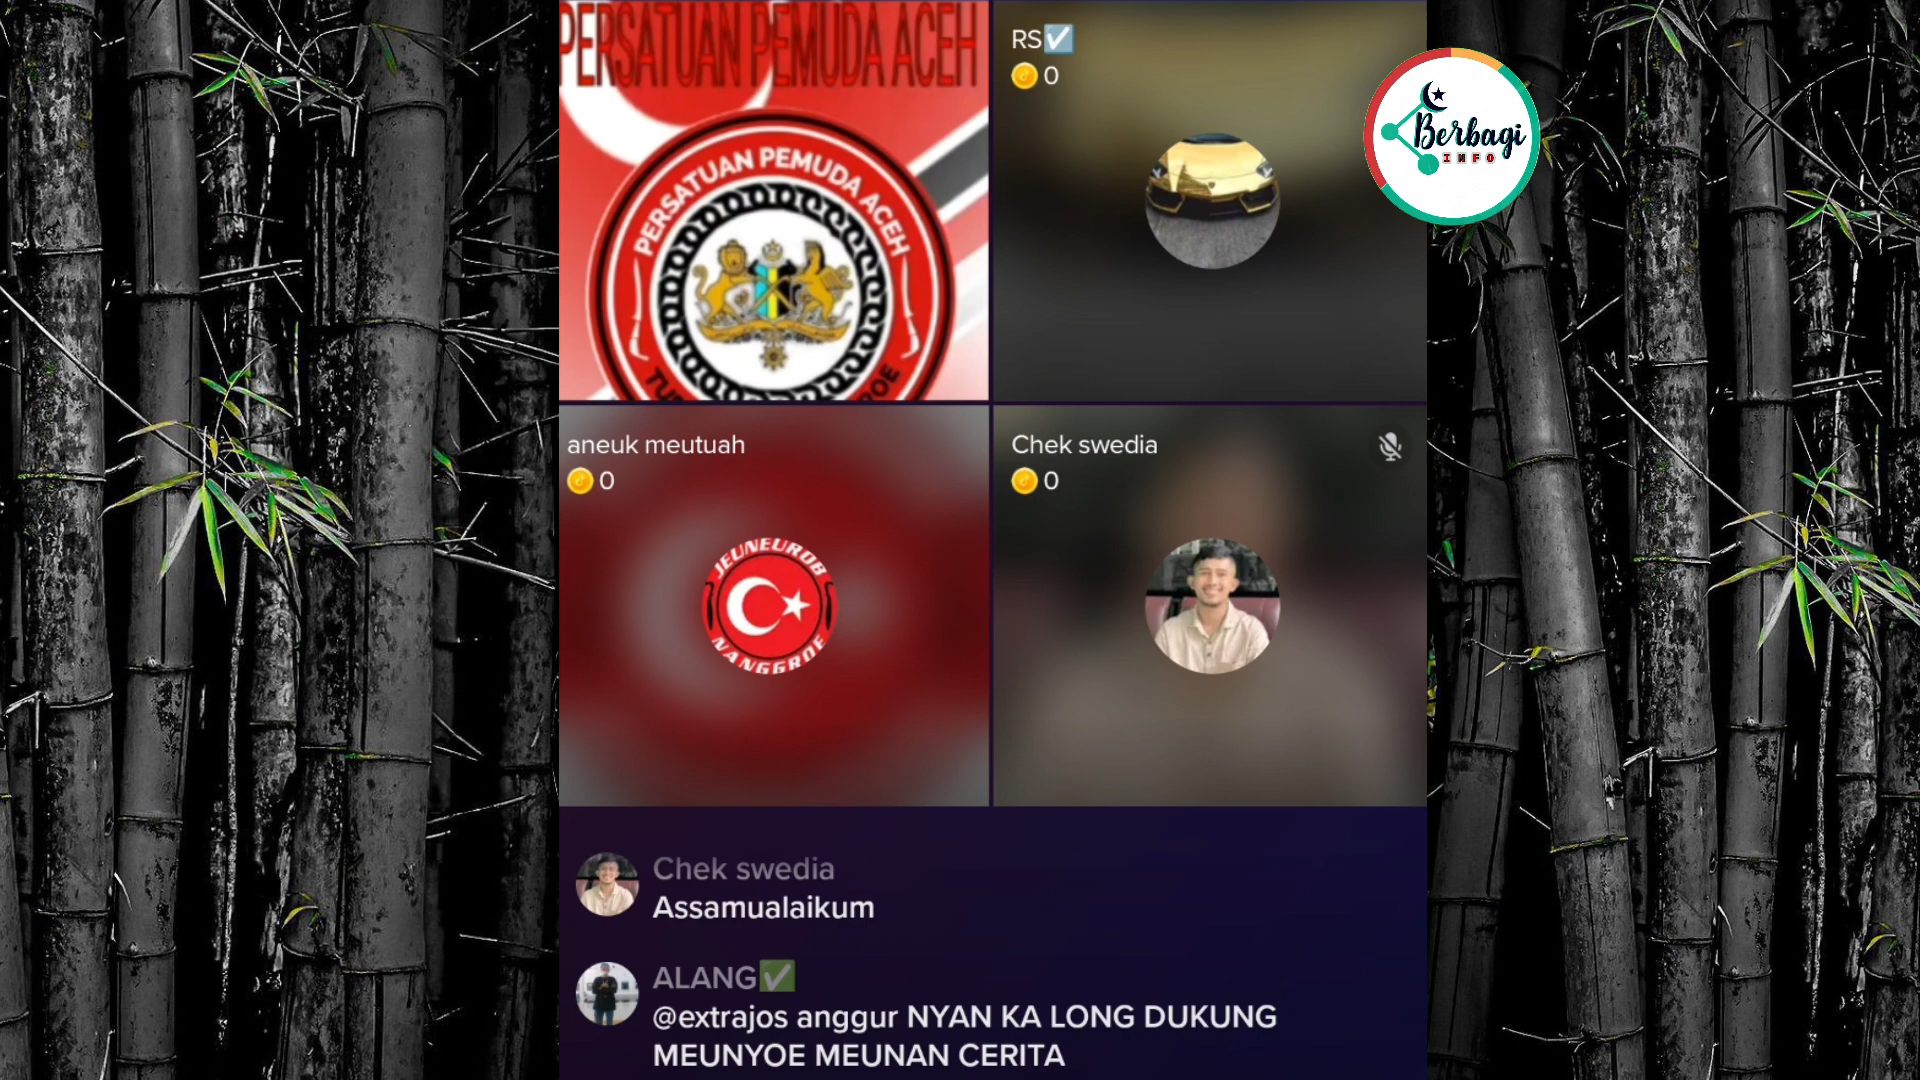 PERSATUAN PEMUDA ACEH
PERSATUAN PEMUDA ACEH
RS☑
0
Berbagi
INFO
aneuk meutuah
0
JEUNEUROB
NANGGROE
Chek swedia
0
Chek swedia
Assamualaikum
ALANG✅
@extrajos anggur NYAN KA LONG DUKUNG
MEUNYOE MEUNAN CERITA